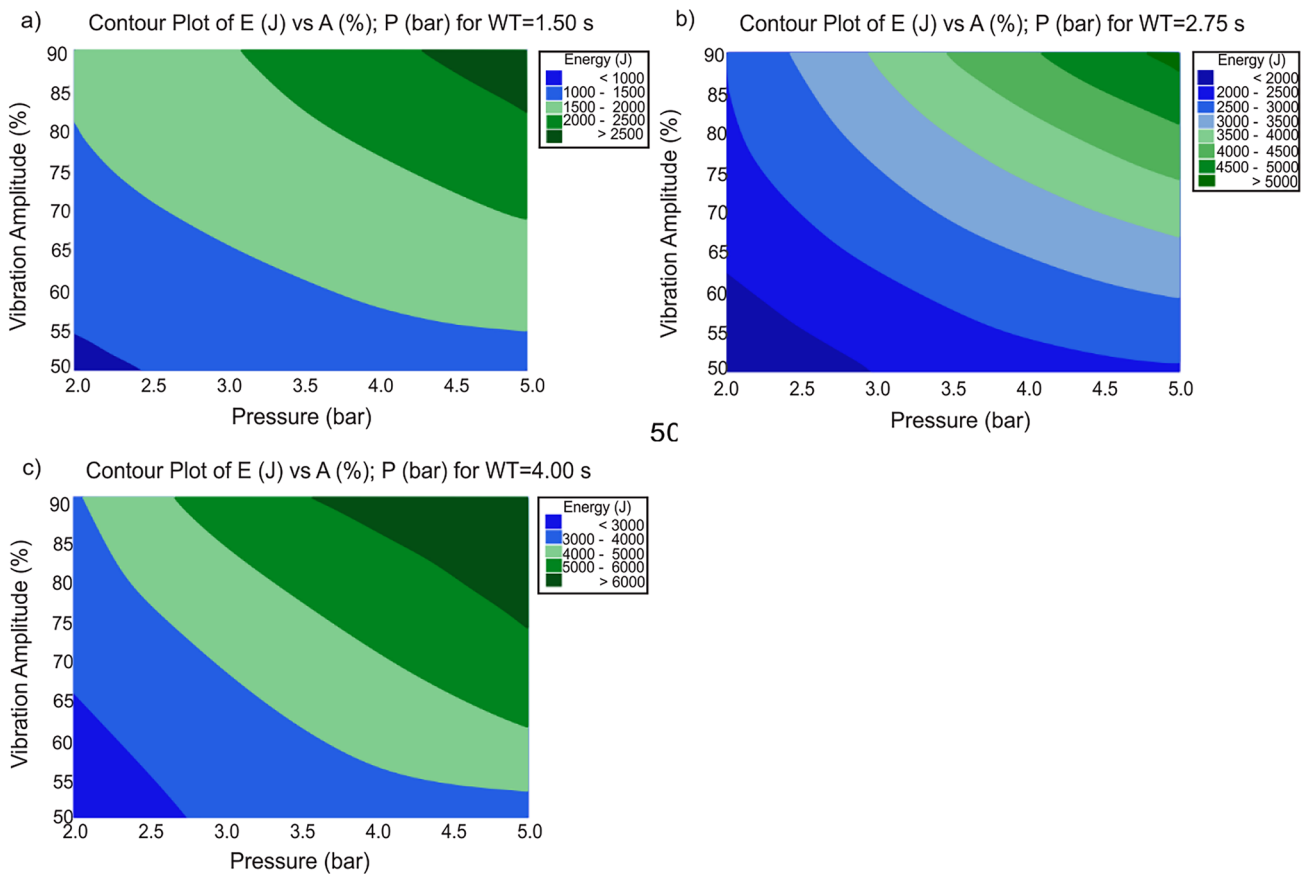 a) Contour Plot of E (J) vs A (%); P (bar) for WT=1.50 s
Vibration Amplitude (%)
90
85
80
75
70
65
60
55
50
2.0 2.5 3.0 3.5 4.0 4.5 5.0
Pressure (bar)
Energy (J)
< 1000
1000 - 1500
1500 - 2000
2000 - 2500
> 2500
b) Contour Plot of E (J) vs A (%); P (bar) for WT=2.75 s
Vibration Amplitude (%)
90
85
80
75
70
65
60
55
50
2.0 2.5 3.0 3.5 4.0 4.5 5.0
Pressure (bar)
Energy (J)
< 2000
2000 - 2500
2500 - 3000
3000 - 3500
3500 - 4000
4000 - 4500
4500 - 5000
> 5000
50
c) Contour Plot of E (J) vs A (%); P (bar) for WT=4.00 s
Vibration Amplitude (%)
90
85
80
75
70
65
60
55
50
2.0 2.5 3.0 3.5 4.0 4.5 5.0
Pressure (bar)
Energy (J)
< 3000
3000 - 4000
4000 - 5000
5000 - 6000
> 6000